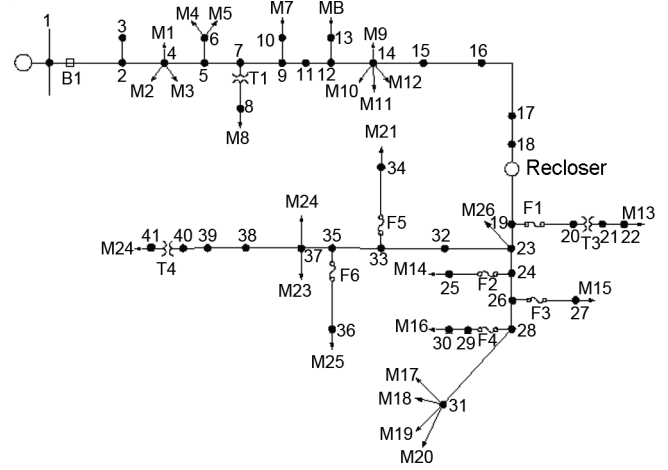 M7 MB
1 M4 M5
3 M1 6 10 13 M9
4 7 14 15 16
B1 2 5 T1 9 11 12
M2 M3 8 M10 M12
M11
M8
17
M21
18
34 Recloser
M24 M26 19 F1 M13
F5
41 40 39 38 35 32 20 T3 21 22
M24 37 33 23
T4 F6 M14 24
M23 25 F2 M15
26 F3 27
36 M16 28
30 29 F4
M25
M17
M18 31
M19
M20